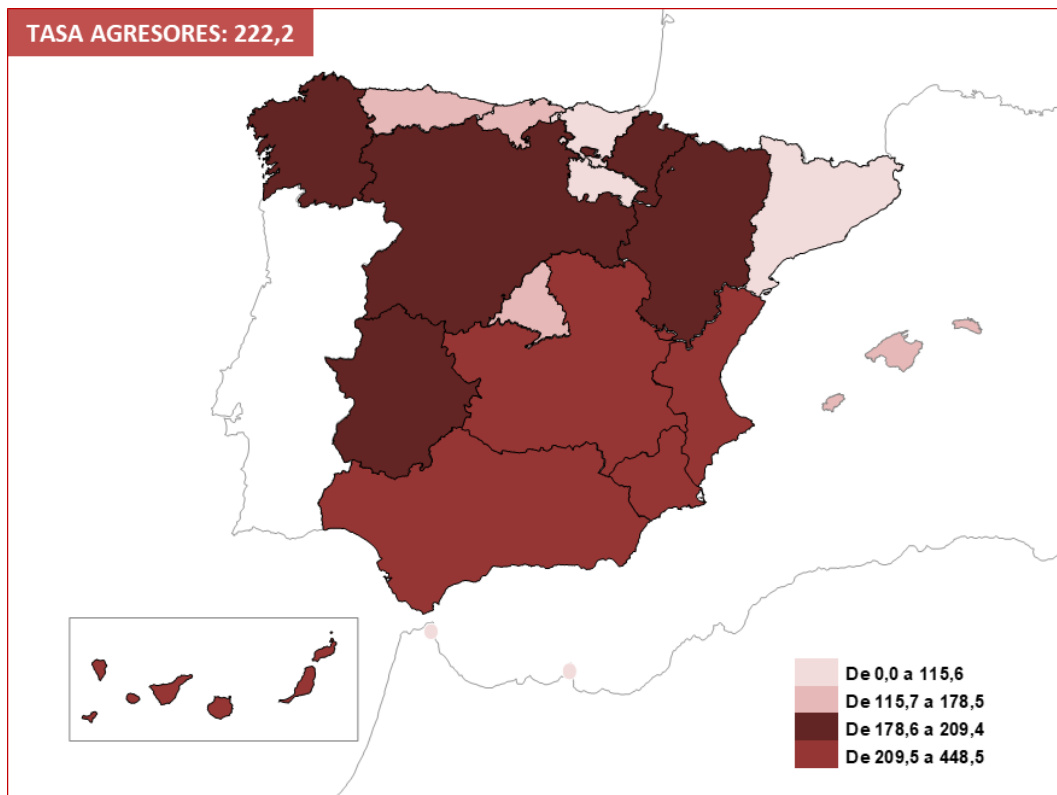 TASA AGRESORES: 222,2
De 0,0 a 115,6
De 115,7 a 178,5
De 178,6 a 209,4
De 209,5 a 448,5